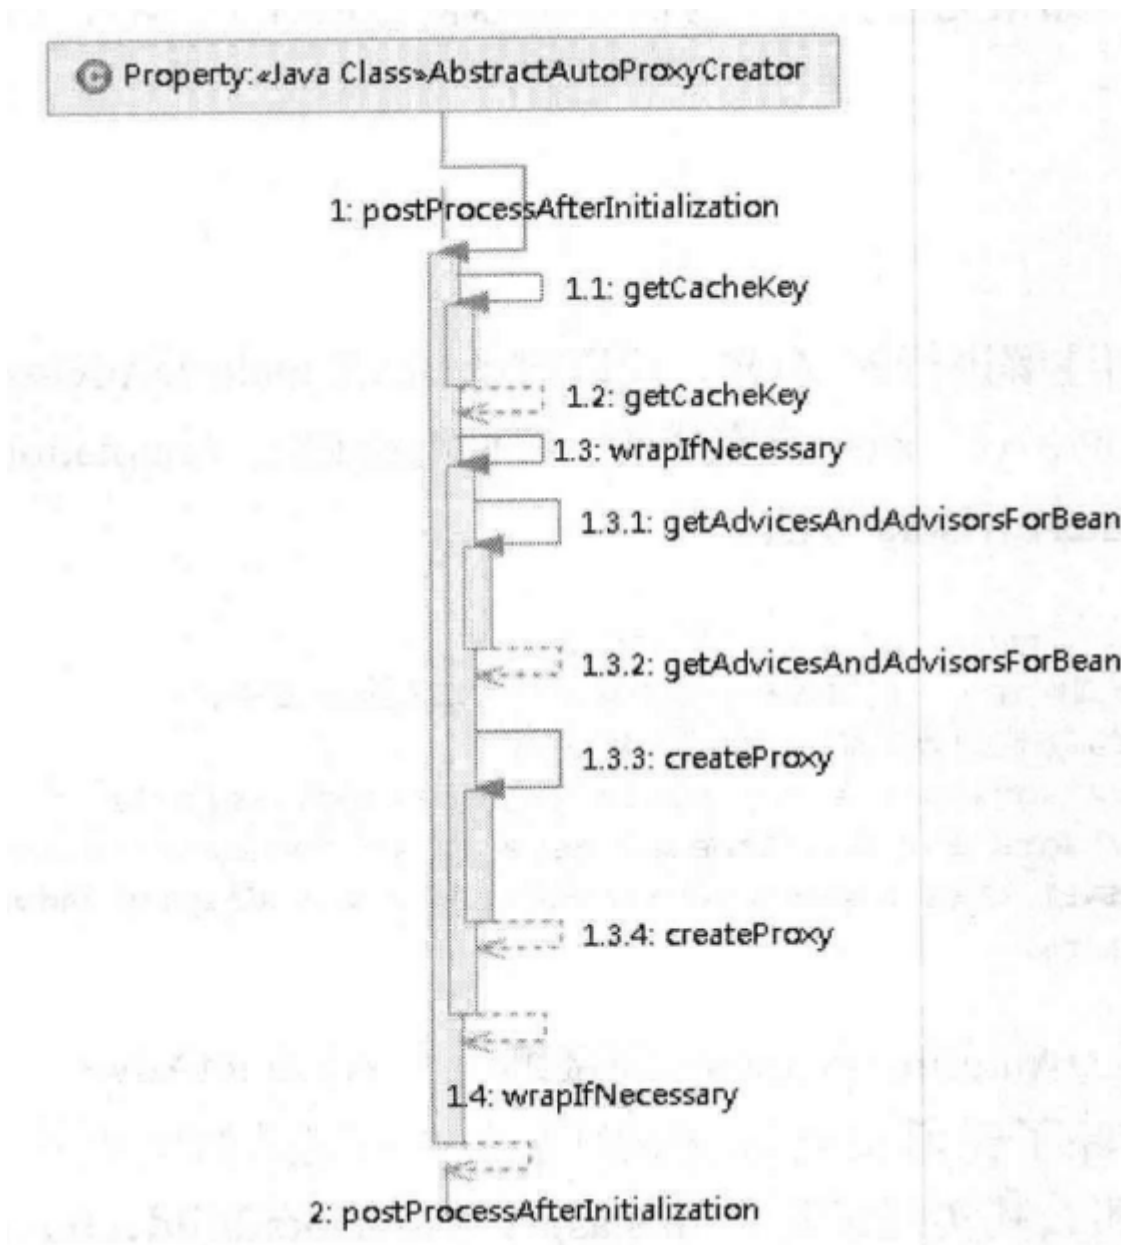 Property:«Java Class»AbstractAutoProxyCreator
1: postProcessAfterInitialization
1.1: getCacheKey
1.2: getCacheKey
1.3: wrapIfNecessary
1.3.1: getAdvicesAndAdvisorsForBean
1.3.2: getAdvicesAndAdvisorsForBean
1.3.3: createProxy
1.3.4: createProxy
1.4: wrapIfNecessary
2: postProcessAfterInitialization